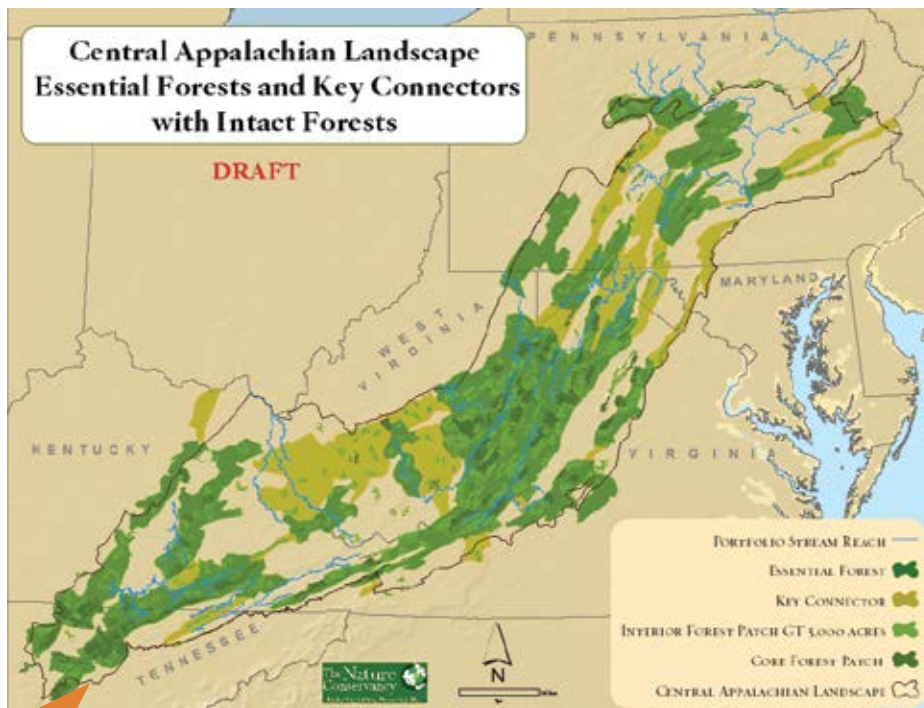 Central Appalachian Landscape
Essential Forests and Key Connectors
with Intact Forests
DRAFT
PENNSYLVANIA
MARYLAND
WEST
VIRGINIA
KENTUCKY
VIRGINIA
TENNESSEE
PORTFOLIO STREAM REACH
ESSENTIAL FOREST
KEY CONNECTOR
INTERIOR FOREST PATCH GT 5,000 ACRES
CORE FOREST PATCH
CENTRAL APPALACHIAN LANDSCAPE
The Nature
Conservancy
N